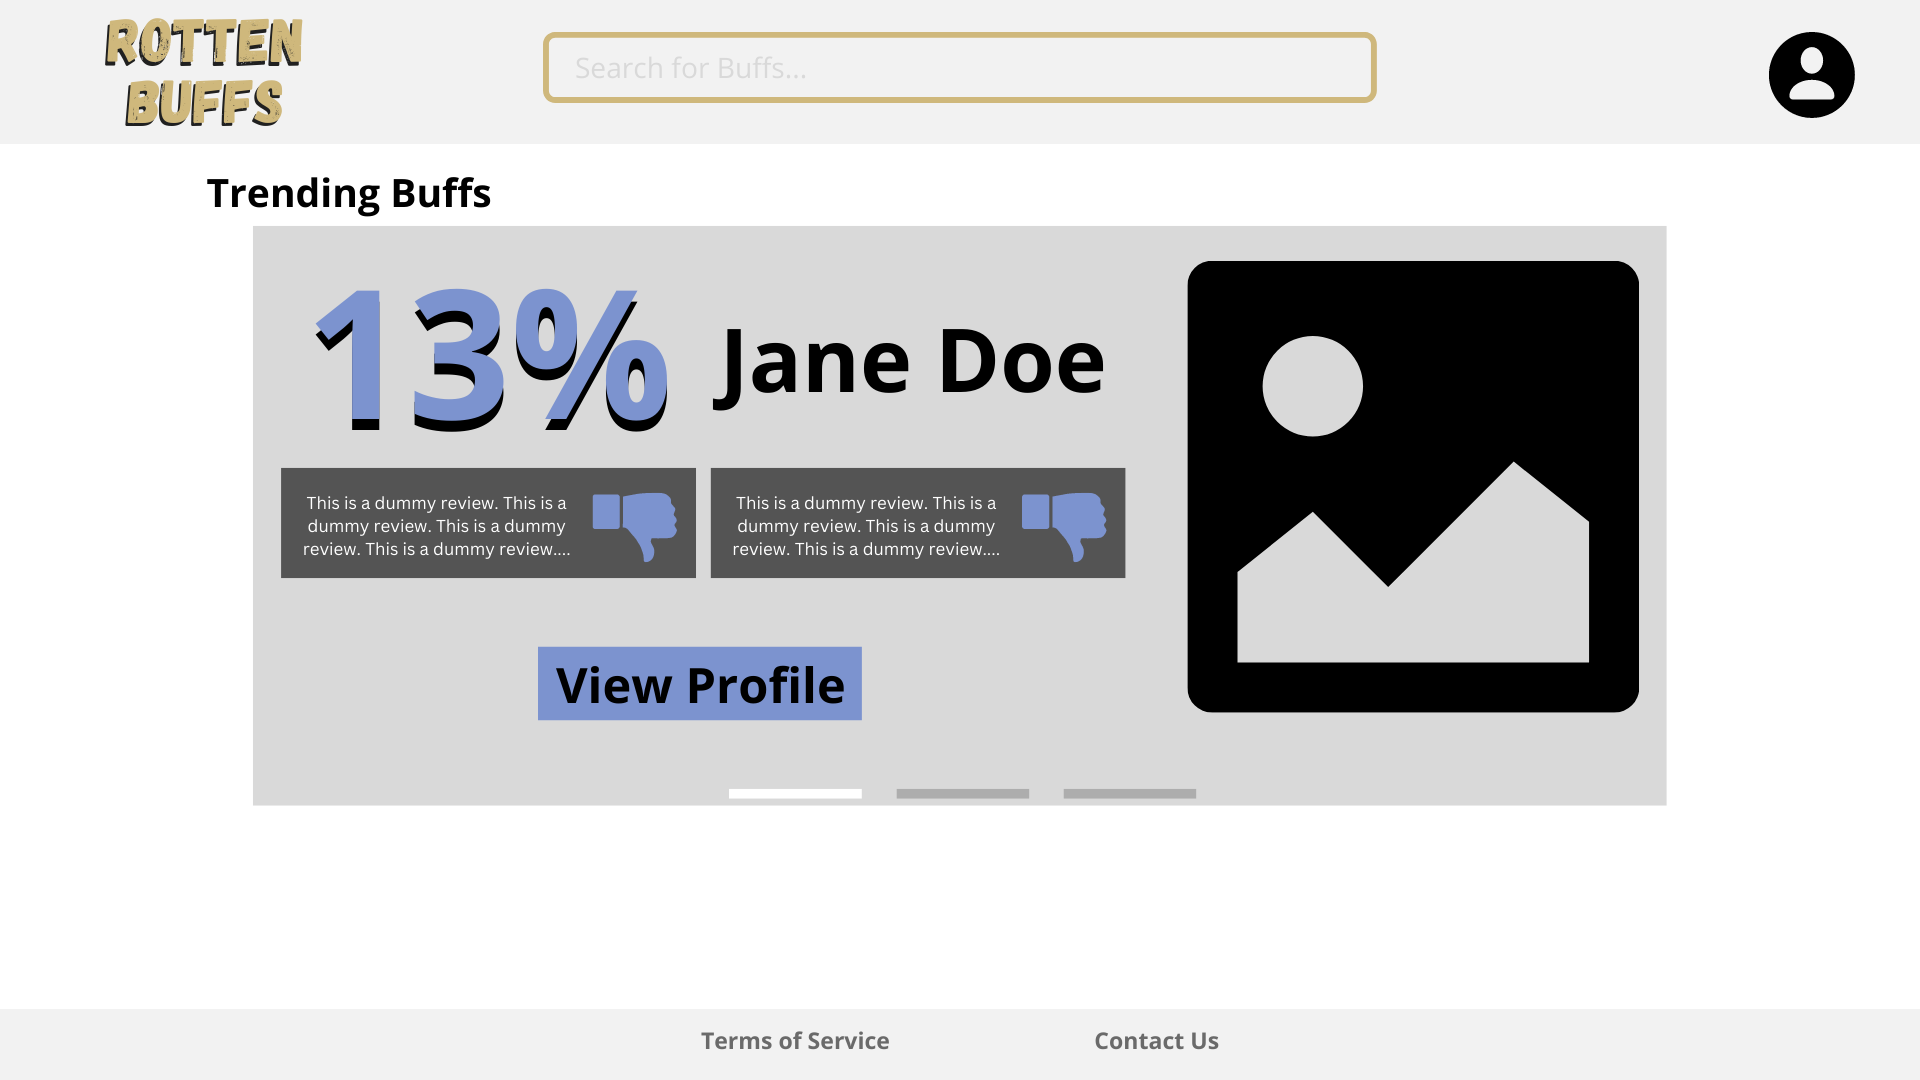 ROTTEN
BUFFS
Search for Buffs...
Trending Buffs
13%
Jane Doe
This is a dummy review. This is a
dummy review. This is a dummy
review. This is a dummy review....
This is a dummy review. This is a
dummy review. This is a dummy
review. This is a dummy review....
View Profile
Terms of Service
Contact Us